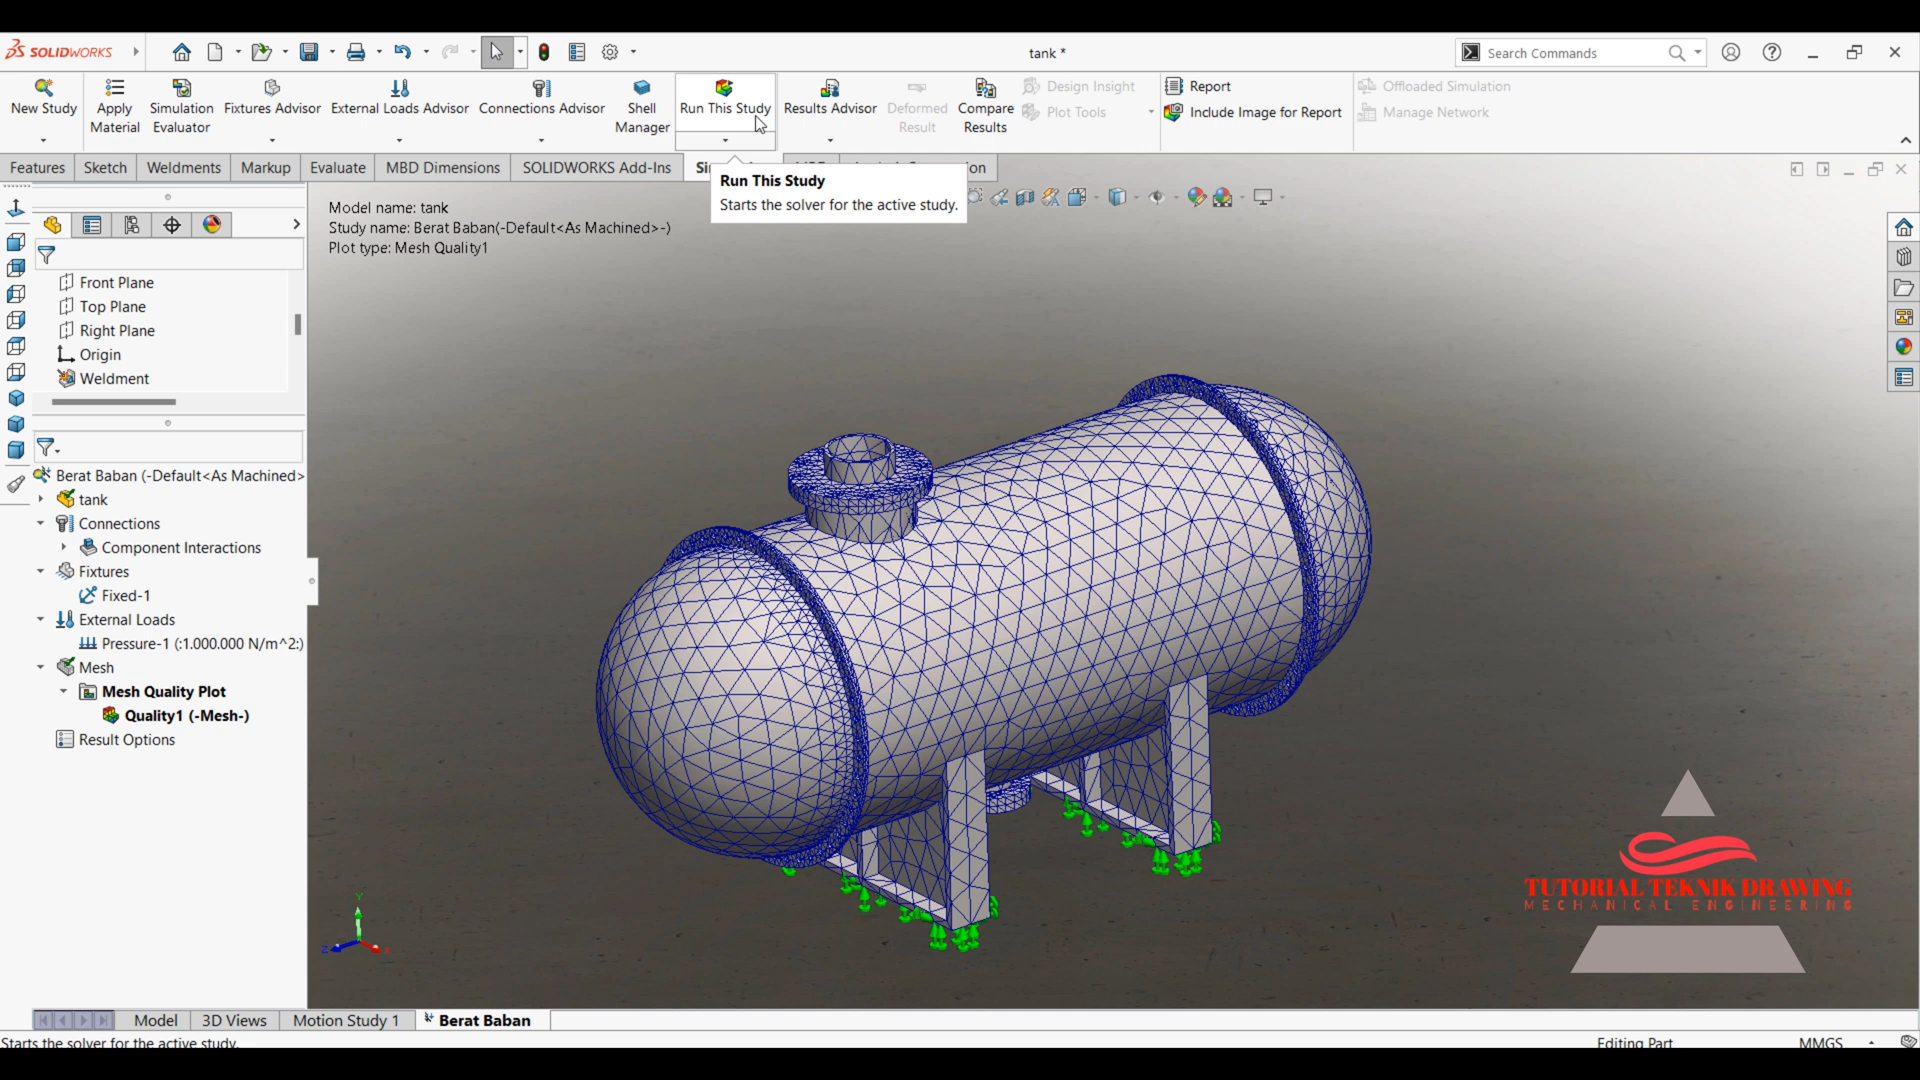 SOLIDWORKS
tank *
Search Commands
New Study
Apply Material
Simulation Evaluator
Fixtures Advisor
External Loads Advisor
Connections Advisor
Shell Manager
Run This Study
Results Advisor
Deformed Result
Compare Results
Design Insight
Plot Tools
Report
Include Image for Report
Offloaded Simulation
Manage Network
Features
Sketch
Weldments
Markup
Evaluate
MBD Dimensions
SOLIDWORKS Add-Ins
Run This Study
Starts the solver for the active study.
Model name: tank
Study name: Berat Baban(-Default<As Machined>-)
Plot type: Mesh Quality1
Front Plane
Top Plane
Right Plane
Origin
Weldment
Berat Baban (-Default<As Machined>
tank
Connections
Component Interactions
Fixtures
Fixed-1
External Loads
Pressure-1 (:1.000.000 N/m^2:)
Mesh
Mesh Quality Plot
Quality1 (-Mesh-)
Result Options
Y
Z
X
TUTORIAL TEKNIK DRAWING
MECHANICAL ENGINEERING
Model
3D Views
Motion Study 1
Berat Baban
Starts the solver for the active study.
Editing Part
MMGS